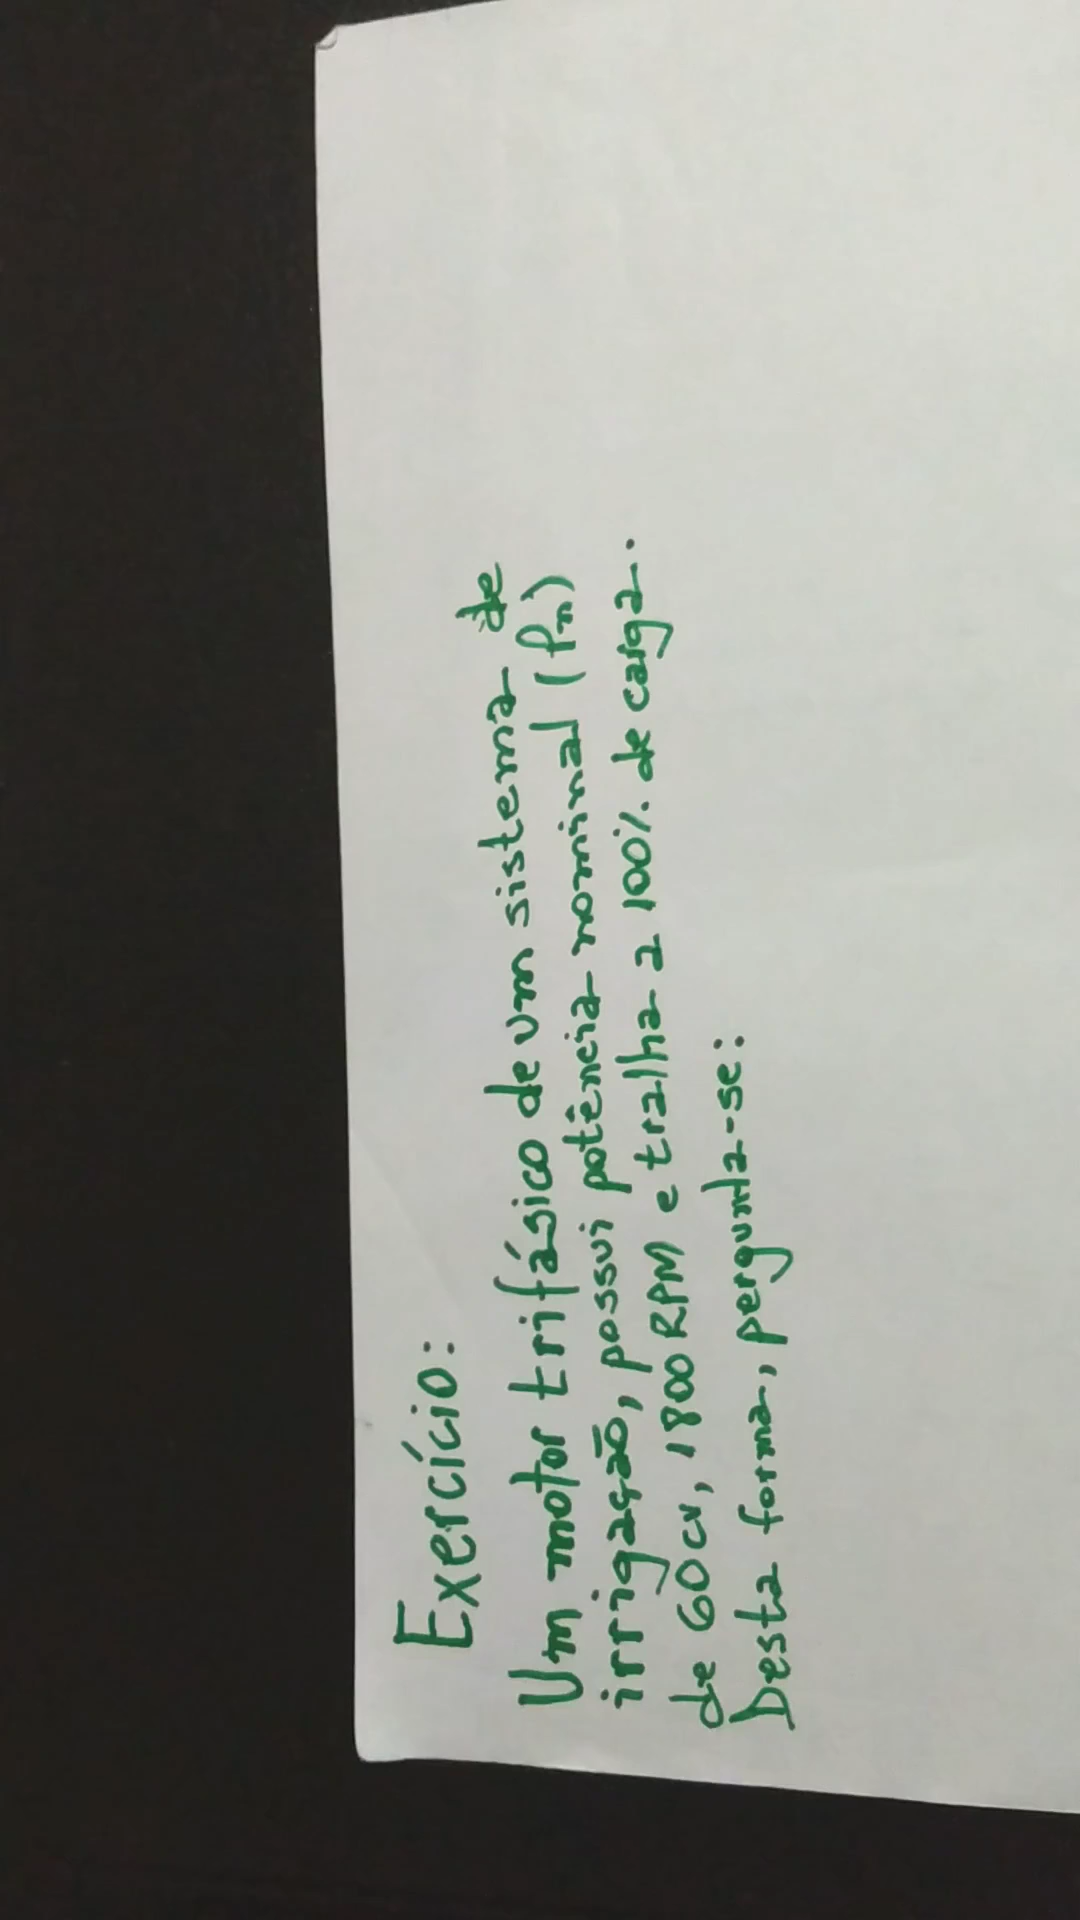 Exercício:
Um motor trifásico de um sistema de
irrigação, possui potência nominal (Pn)
de 60cv, 1800 RPM e tralha a 100% de carga.
Desta forma, pergunta-se: